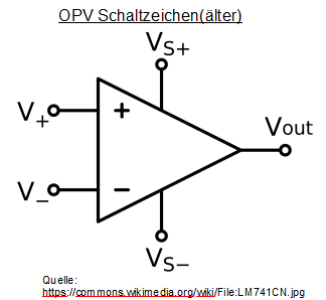 OPV Schaltzeichen(älter)
VS+
V+
+
Vout
V−
−
VS−
Quelle:
https://commons.wikimedia.org/wiki/File:LM741CN.jpg